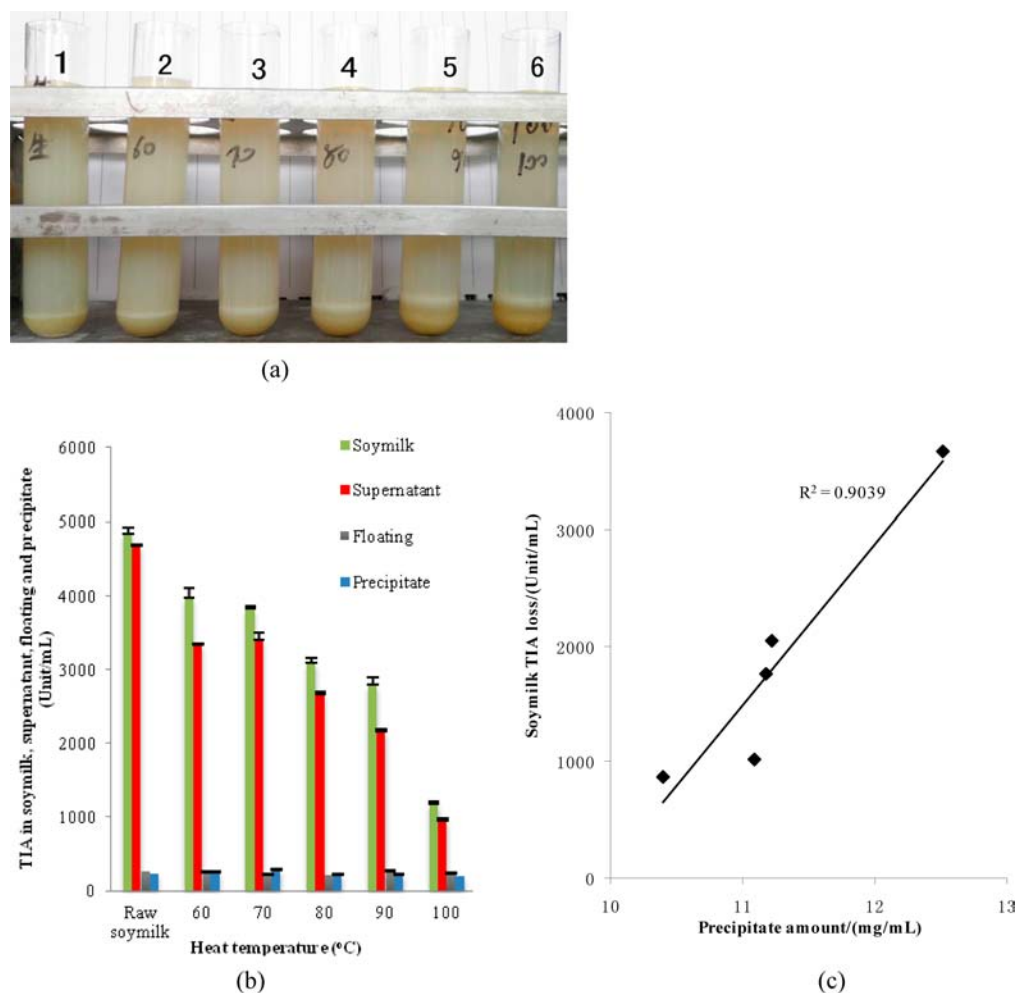 1 2 3 4 5 6
生 60 70 80 9 100
100
(a)
TIA in soymilk, supernatant, floating and precipitate
(Unit/mL)
6000
5000
4000
3000
2000
1000
0
Soymilk
Supernatant
Floating
Precipitate
Raw soymilk 60 70 80 90 100
Heat temperature (°C)
(b)
Soymilk TIA loss/(Unit/mL)
4000
3000
2000
1000
0
R² = 0.9039
10 11 12 13
Precipitate amount/(mg/mL)
(c)